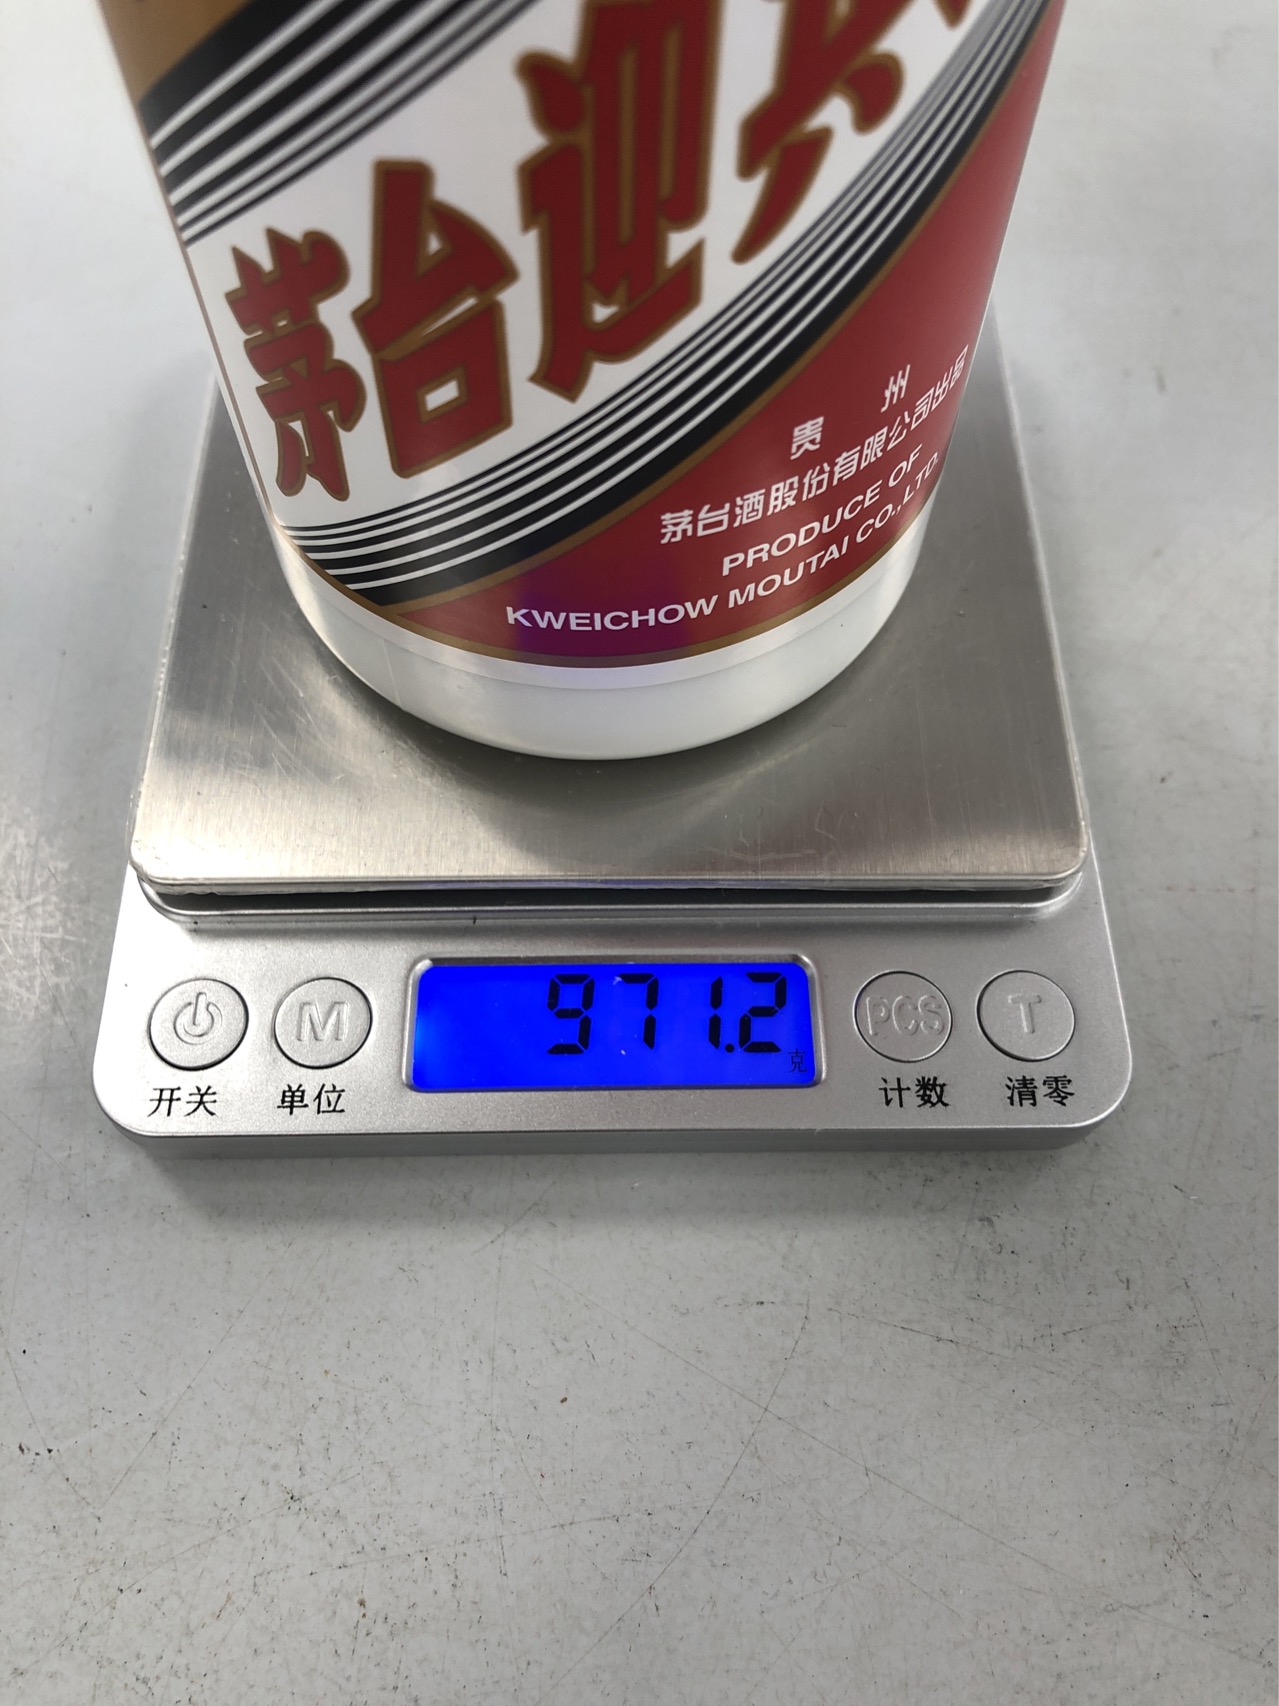 茅台迎
贵州
茅台酒股份有限公司出品
PRODUCE OF
KWEICHOW MOUTAI CO.,LTD.
971.2
克
M
PCS
T
开关
单位
计数
清零